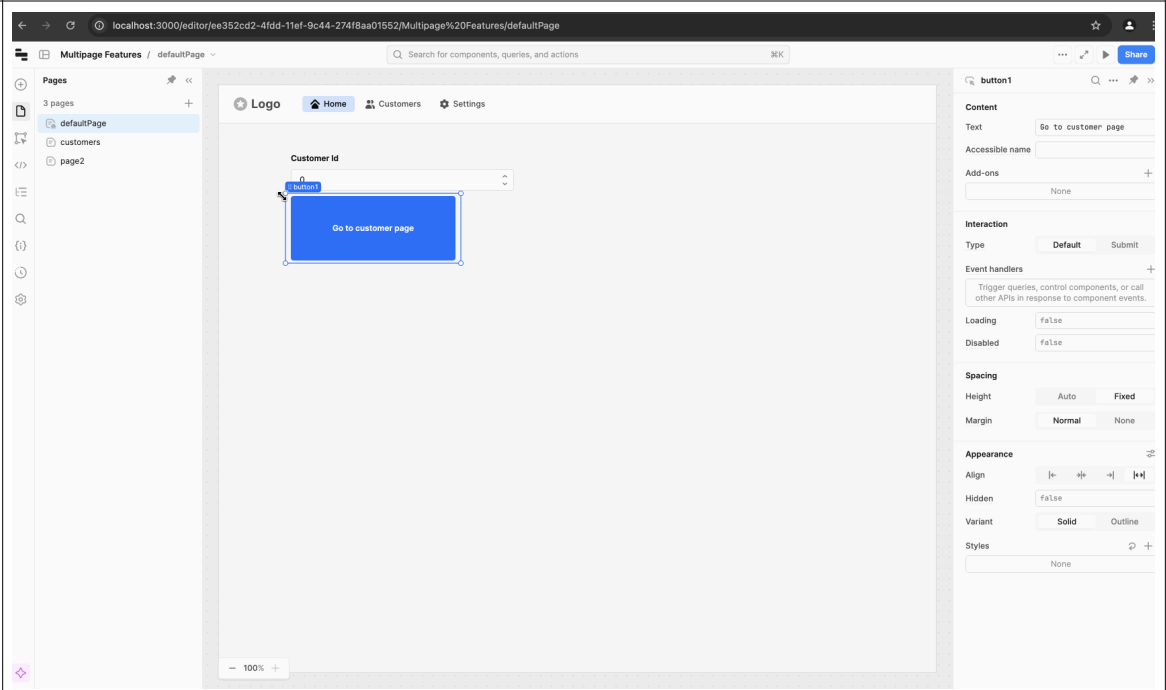 localhost:3000/editor/ee352cd2-4fdd-11ef-9c44-274f8aa01552/Multipage%20Features/defaultPage
Multipage Features / defaultPage
Search for components, queries, and actions ⌘K
Share
Pages
3 pages
defaultPage
customers
page2
Logo Home Customers Settings
Customer Id
0
button1
Go to customer page
100%
button1
Content
Text Go to customer page
Accessible name
Add-ons
None
Interaction
Type Default Submit
Event handlers
Trigger queries, control components, or call
other APIs in response to component events.
Loading false
Disabled false
Spacing
Height Auto Fixed
Margin Normal None
Appearance
Align
Hidden false
Variant Solid Outline
Styles
None